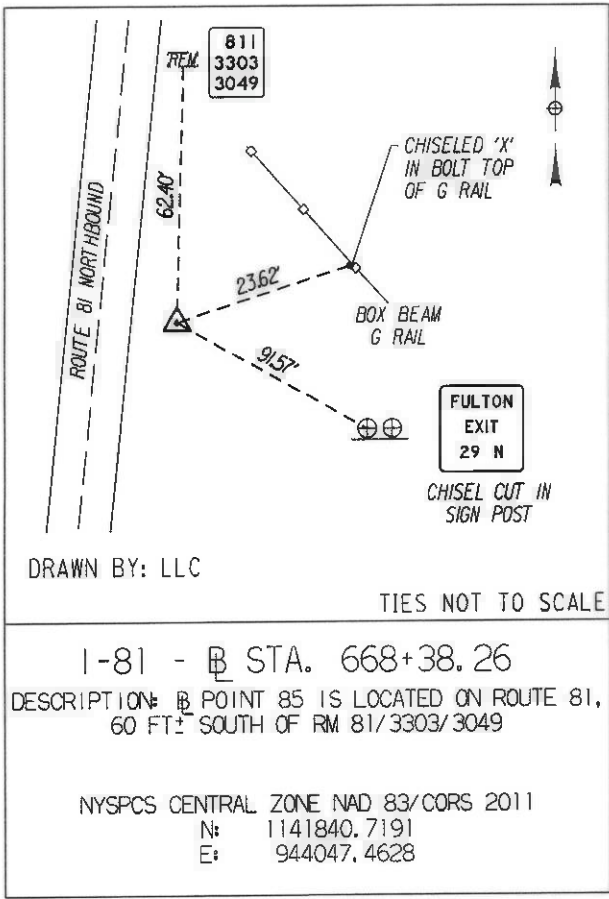 R.M.
81I
3303
3049
CHISELED 'X'
IN BOLT TOP
OF G RAIL
62.40'
ROUTE 81 NORTHBOUND
23.62'
BOX BEAM
G RAIL
91.57'
FULTON
EXIT
29 N
CHISEL CUT IN
SIGN POST
DRAWN BY: LLC
TIES NOT TO SCALE
I-81 - BL STA. 668+38.26
DESCRIPTION: BL POINT 85 IS LOCATED ON ROUTE 81,
60 FT± SOUTH OF RM 81/3303/3049
NYSPCS CENTRAL ZONE NAD 83/CORS 2011
N: 1141840.7191
E: 944047.4628